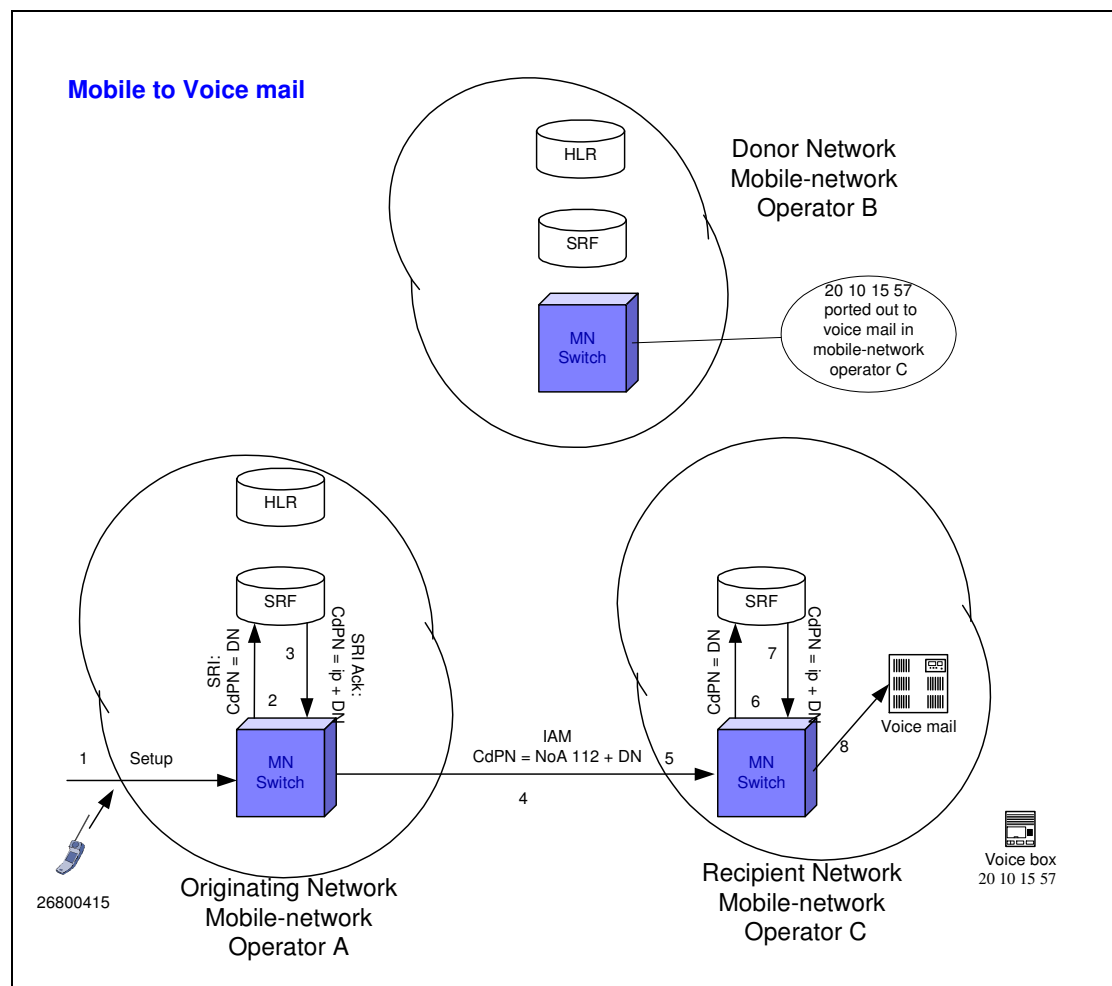 Mobile to Voice mail
HLR
SRF
MN
Switch
Donor Network
Mobile-network
Operator B
20 10 15 57
ported out to
voice mail in
mobile-network
operator C
HLR
SRF
SRI:
CdPN = DN
2
3
SRI Ack:
CdPN = ip + DN
1
Setup
MN
Switch
26800415
Originating Network
Mobile-network
Operator A
IAM
CdPN = NoA 112 + DN
4
5
SRF
CdPN = DN
6
7
CdPN = ip + DN
MN
Switch
8
Voice mail
Recipient Network
Mobile-network
Operator C
Voice box
20 10 15 57